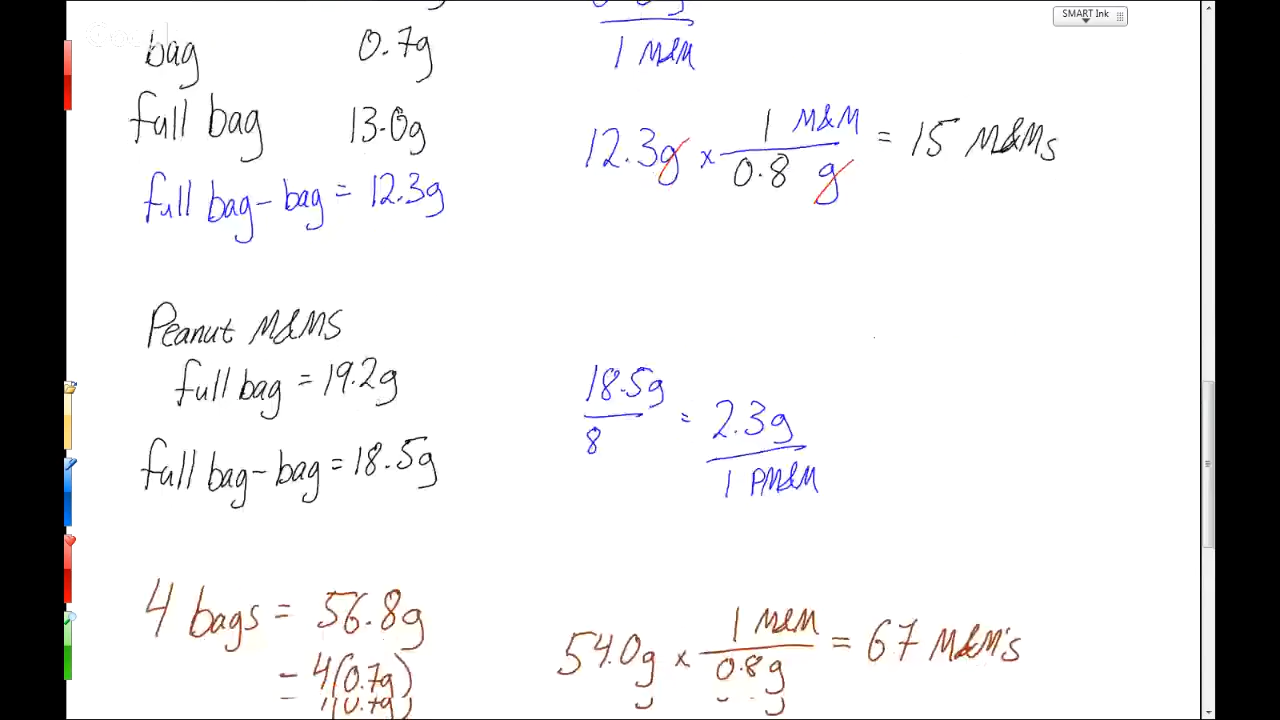 SMART Ink
bag 0.7g
1 M&M
full bag 13.0g
12.3g x 1 M&M / 0.8 g = 15 M&Ms
full bag - bag = 12.3g
Peanut M&MS
full bag = 19.2g
18.5g / 8 = 2.3g / 1 PM&M
full bag - bag = 18.5g
4 bags = 56.8g
54.0g x 1 M&M / 0.8g = 67 M&M's
- 4(0.7g)